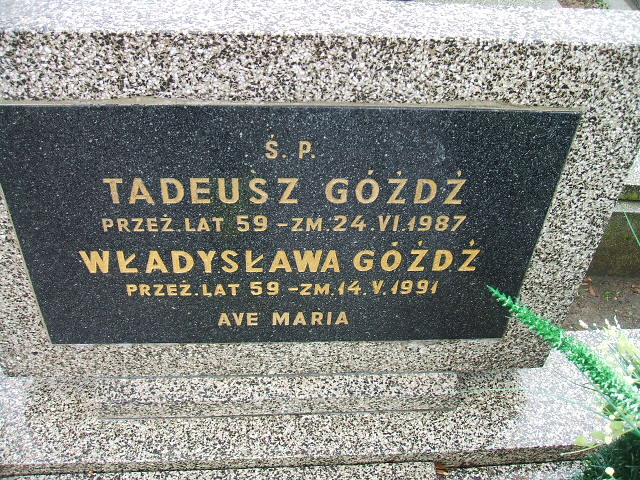 Ś. P.
TADEUSZ GÓŹDŹ
PRZEŻ. LAT 59 - ZM. 24. VI. 1987
WŁADYSŁAWA GÓŹDŹ
PRZEŻ. LAT 59 - ZM. 14. V. 1991
AVE MARIA